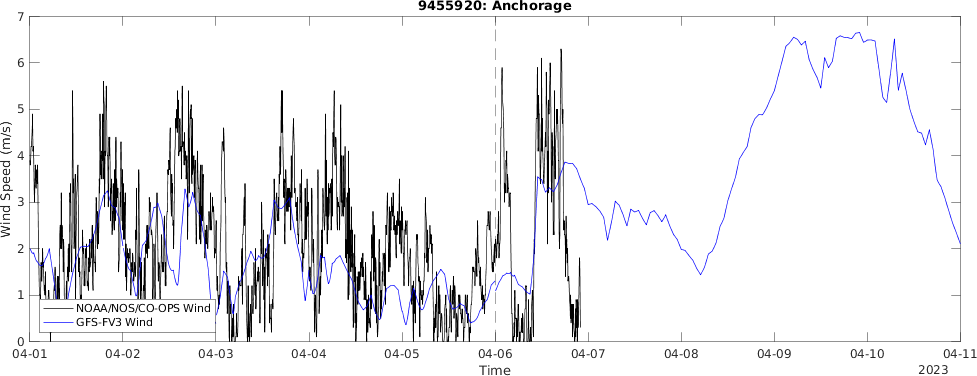 9455920: Anchorage
7
6
5
4
3
2
1
0
Wind Speed (m/s)
NOAA/NOS/CO-OPS Wind
GFS-FV3 Wind
04-01 04-02 04-03 04-04 04-05 04-06 04-07 04-08 04-09 04-10 04-11
Time
2023